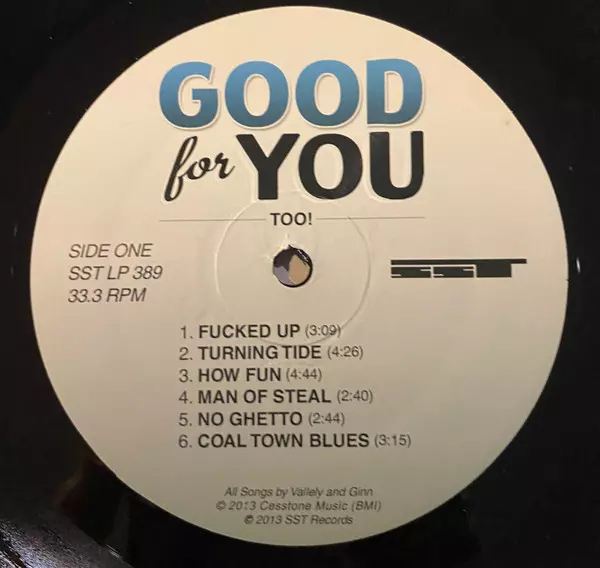 GOOD
for YOU
TOO!
SIDE ONE
SST LP 389
33.3 RPM
SST
1. FUCKED UP (3:09)
2. TURNING TIDE (4:26)
3. HOW FUN (4:44)
4. MAN OF STEAL (2:40)
5. NO GHETTO (2:44)
6. COAL TOWN BLUES (3:15)
All Songs by Vallely and Ginn
© 2013 Cesstone Music (BMI)
℗ 2013 SST Records